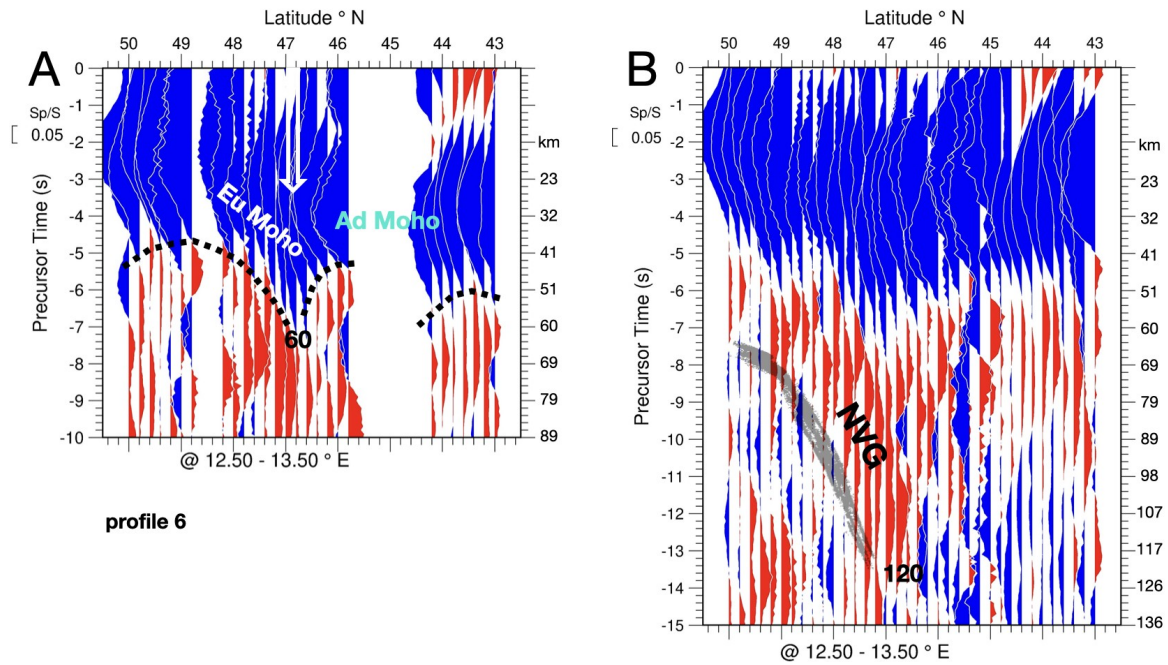 Latitude ° N
50 49 48 47 46 45 44 43
A
0
-1
-2
-3
-4
-5
-6
-7
-8
-9
-10
Sp/S
0.05
Precursor Time (s)
km
23
32
41
51
60
69
79
89
Eu Moho
Ad Moho
60
@ 12.50 - 13.50 ° E
profile 6
Latitude ° N
50 49 48 47 46 45 44 43
B
0
-1
-2
-3
-4
-5
-6
-7
-8
-9
-10
-11
-12
-13
-14
-15
Sp/S
0.05
Precursor Time (s)
km
23
32
41
51
60
69
79
89
98
107
117
126
136
NVG
120
@ 12.50 - 13.50 ° E